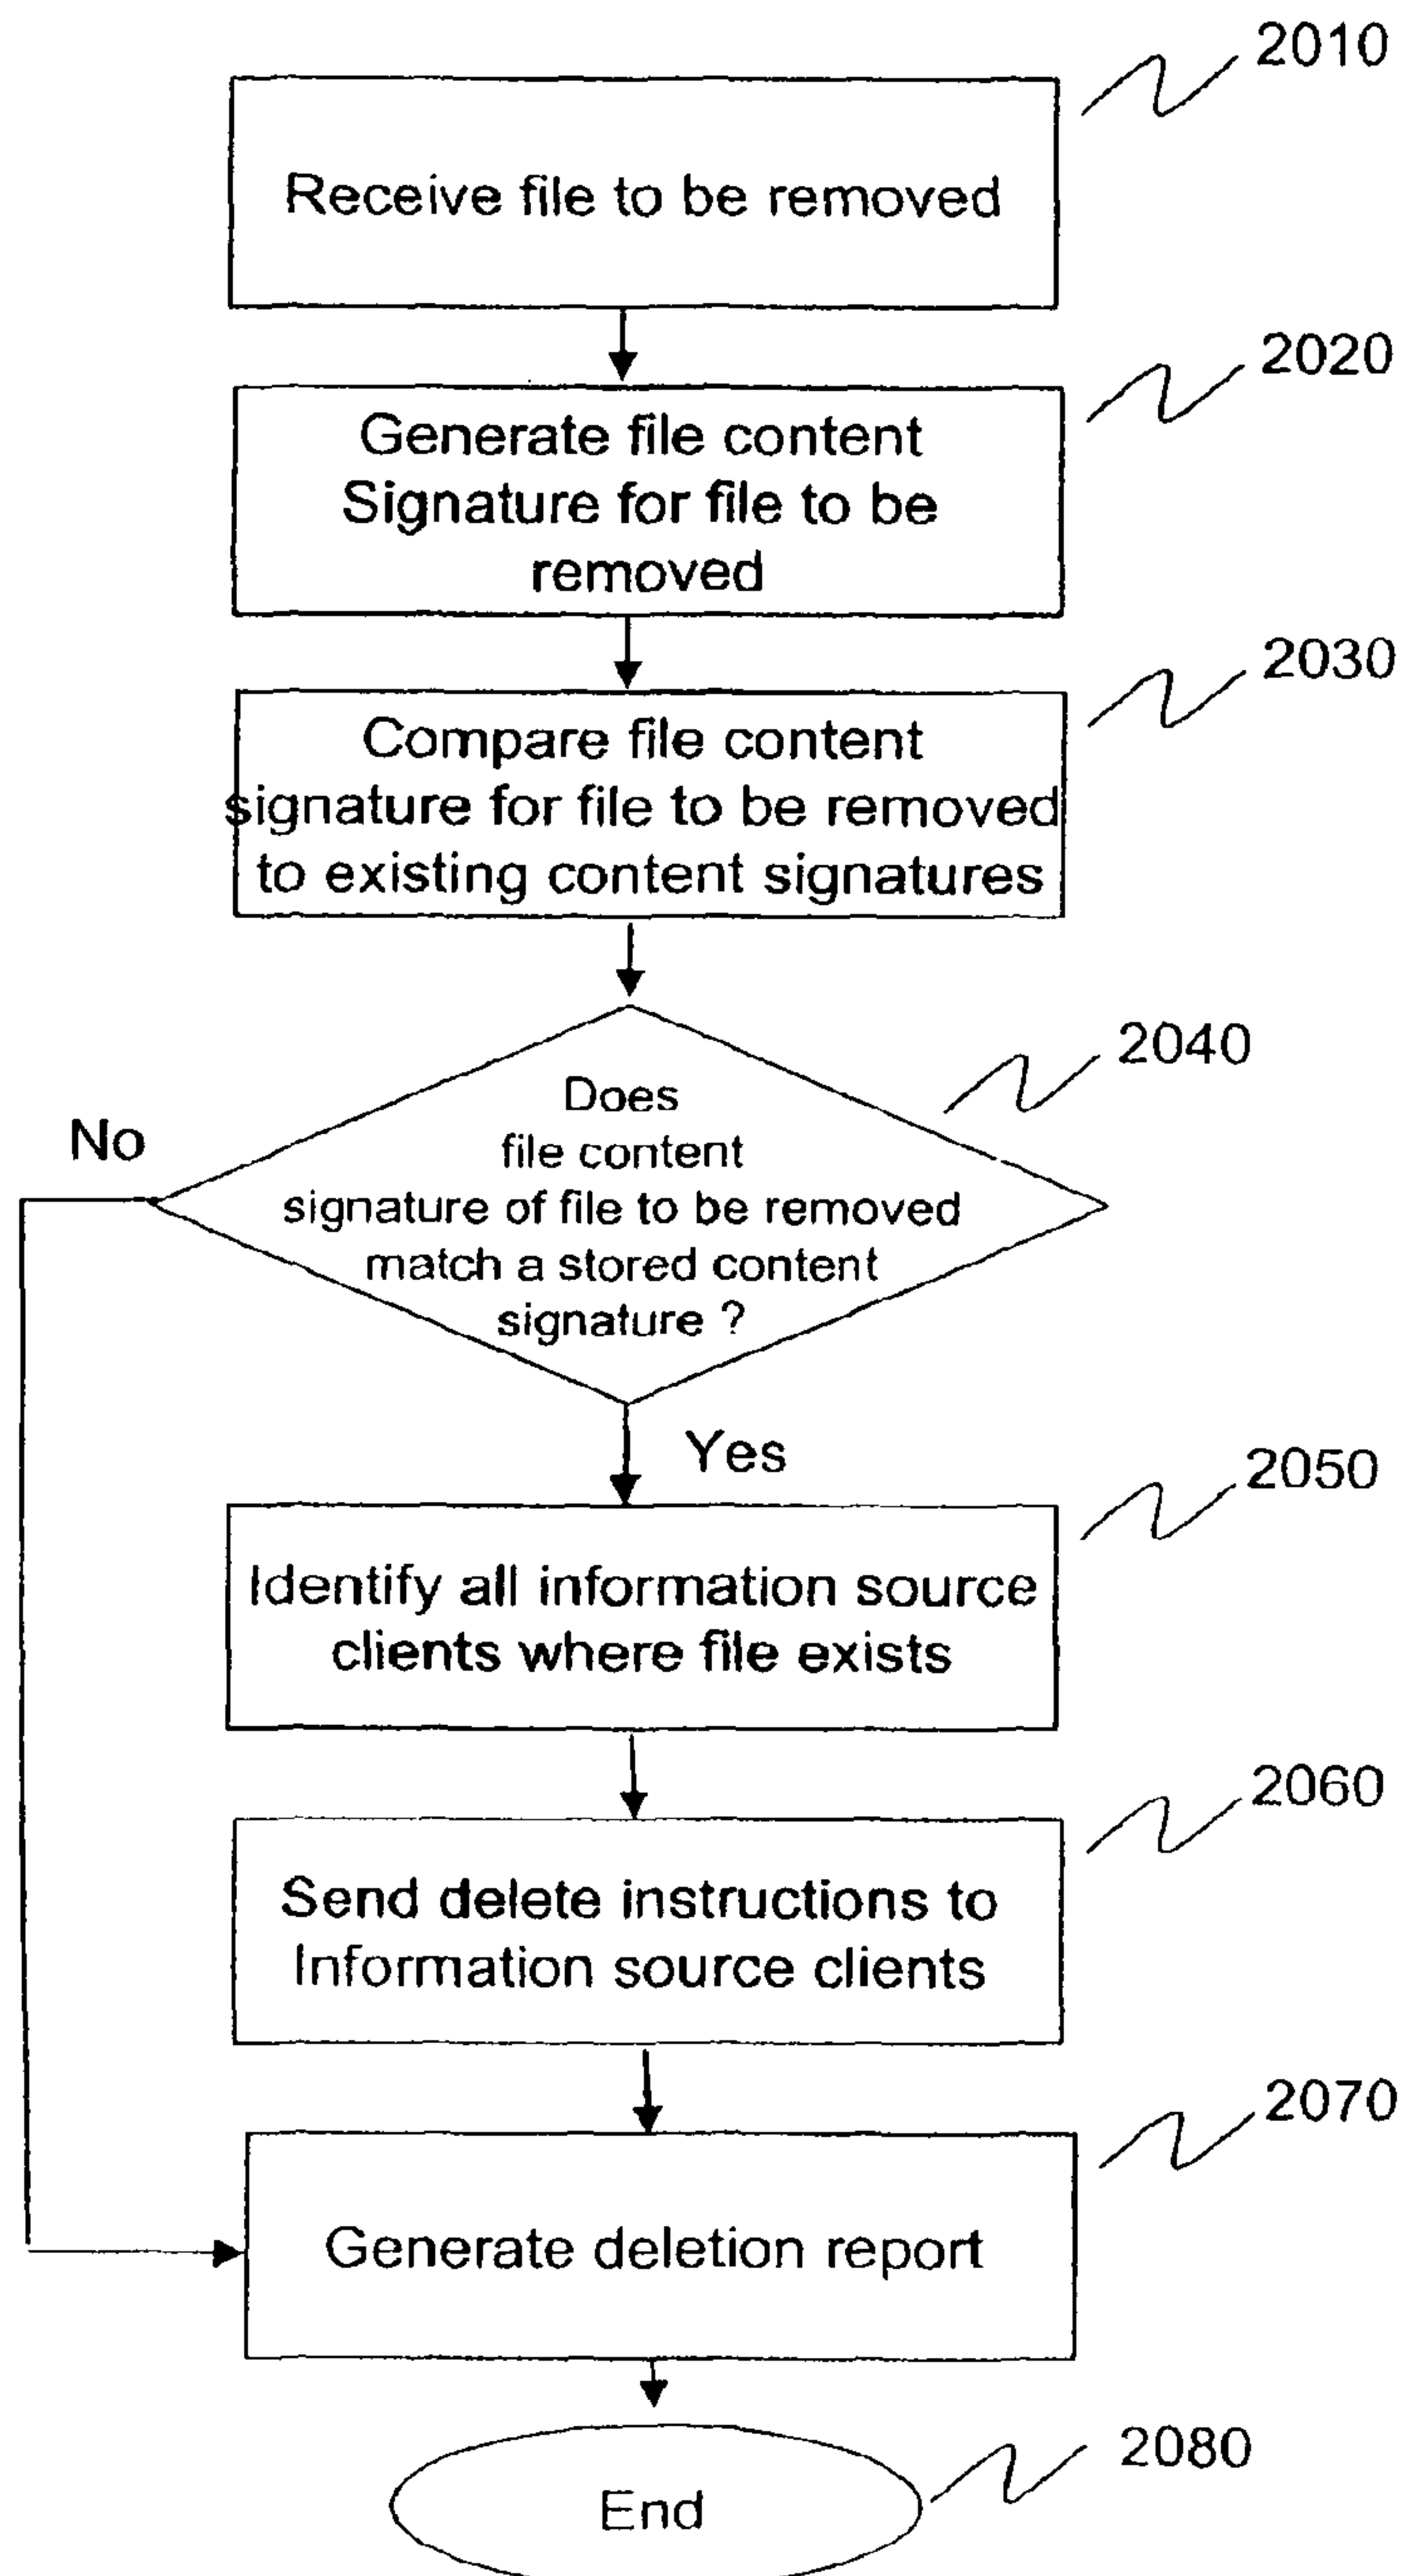 2010
Receive file to be removed
2020
Generate file content
Signature for file to be
removed
2030
Compare file content
signature for file to be removed
to existing content signatures
2040
Does
file content
signature of file to be removed
match a stored content
signature ?
No
Yes
2050
Identify all information source
clients where file exists
2060
Send delete instructions to
Information source clients
2070
Generate deletion report
2080
End